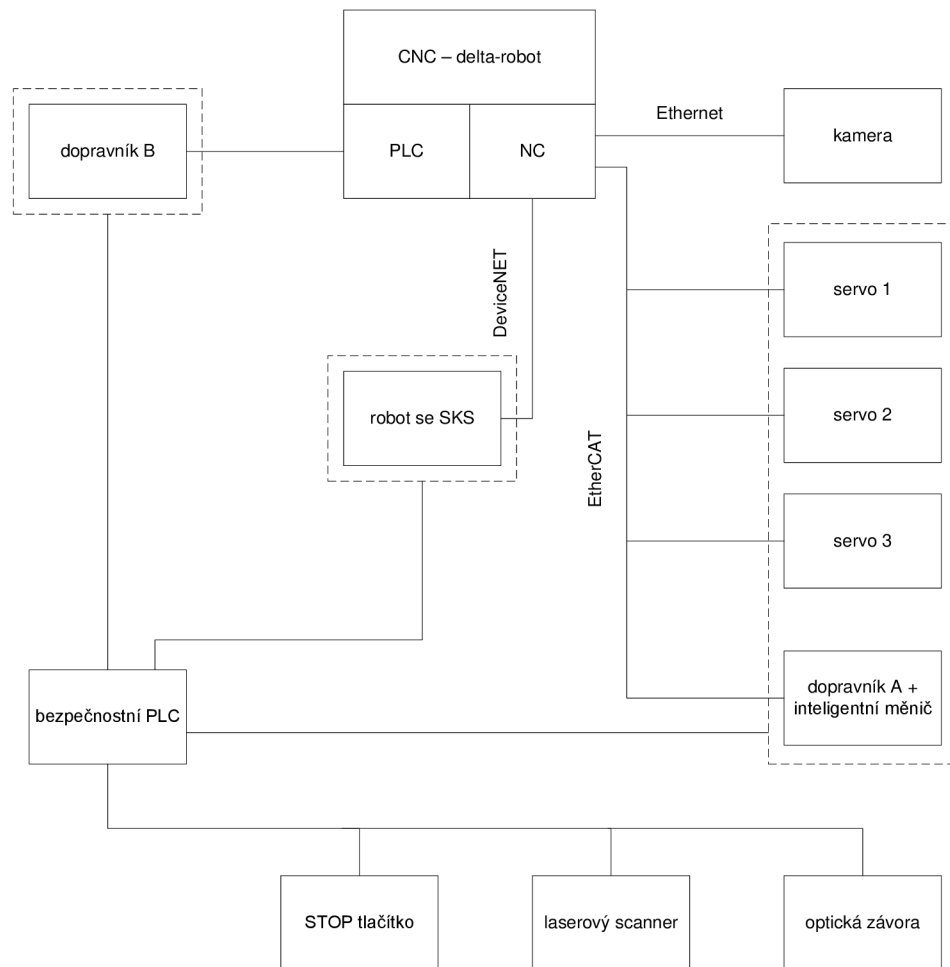 CNC – delta-robot
Ethernet
dopravník B
PLC
NC
kamera
servo 1
DeviceNET
robot se SKS
servo 2
EtherCAT
servo 3
dopravník A +
inteligentní měnič
bezpečnostní PLC
STOP tlačítko
laserový scanner
optická závora